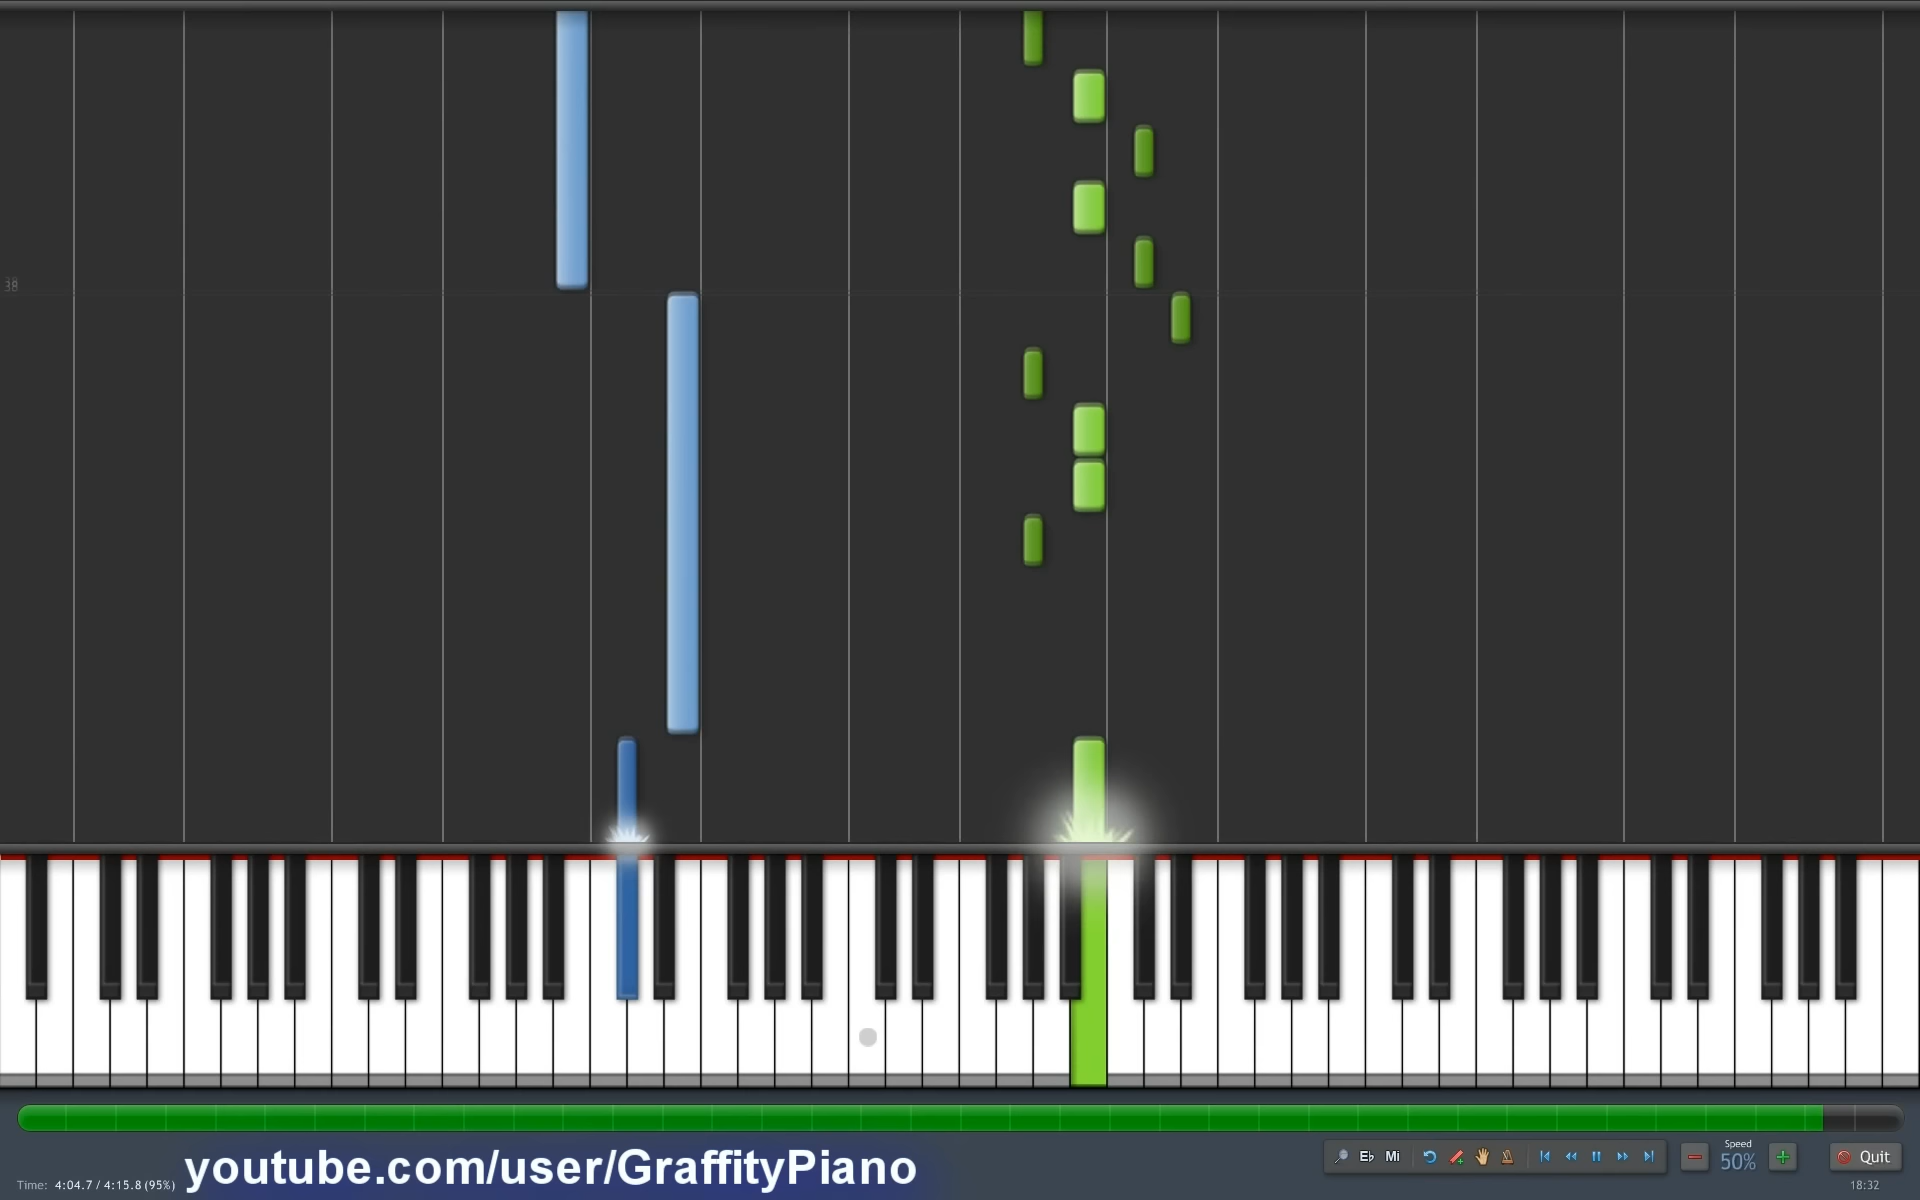 38
E♭ Mi
Speed
50%
Quit
youtube.com/user/GraffityPiano
Time: 4:04.7 / 4:15.8 (95%)
18:32